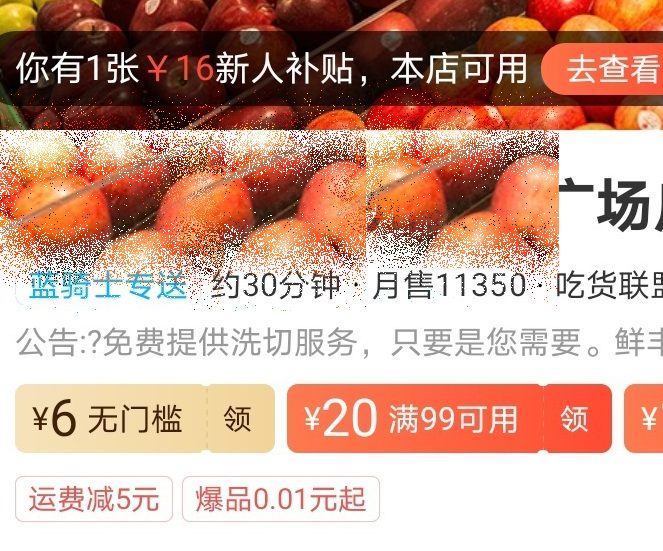 你有1张￥16新人补贴，本店可用 去查看
广场
蓝骑士专送 约30分钟 · 月售11350 · 吃货联盟
公告:?免费提供洗切服务，只要是您需要。鲜丰
¥6 无门槛 领 ¥20 满99可用 领 ¥
运费减5元 爆品0.01元起